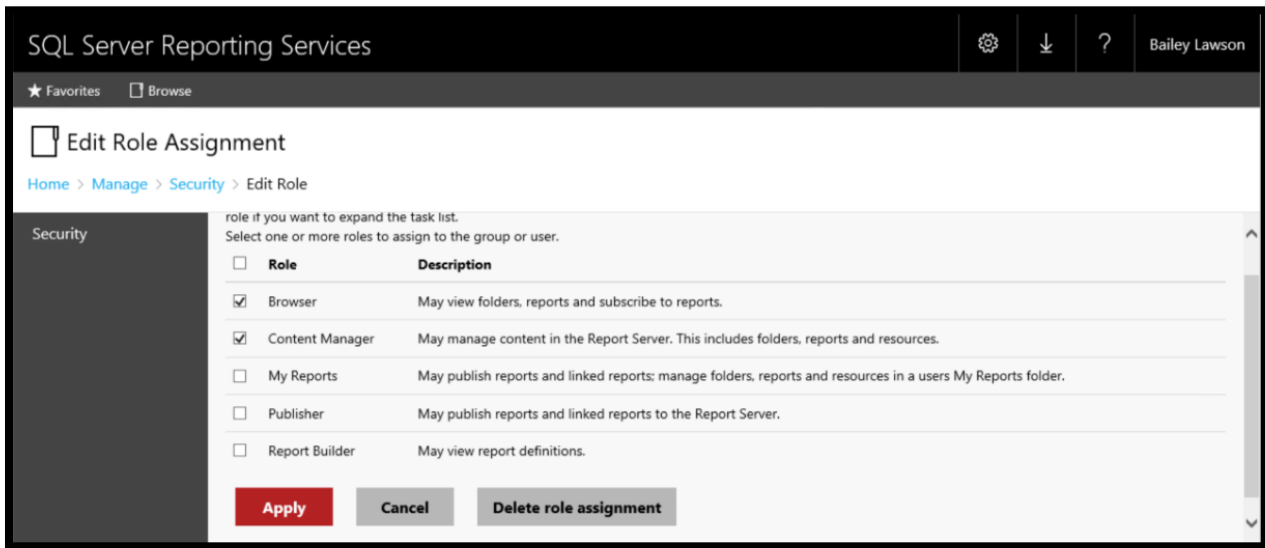 SQL Server Reporting Services
?
Bailey Lawson
Favorites Browse
Edit Role Assignment
Home > Manage > Security > Edit Role
Security
role if you want to expand the task list.
Select one or more roles to assign to the group or user.
Role Description
Browser May view folders, reports and subscribe to reports.
Content Manager May manage content in the Report Server. This includes folders, reports and resources.
My Reports May publish reports and linked reports; manage folders, reports and resources in a users My Reports folder.
Publisher May publish reports and linked reports to the Report Server.
Report Builder May view report definitions.
Apply Cancel Delete role assignment